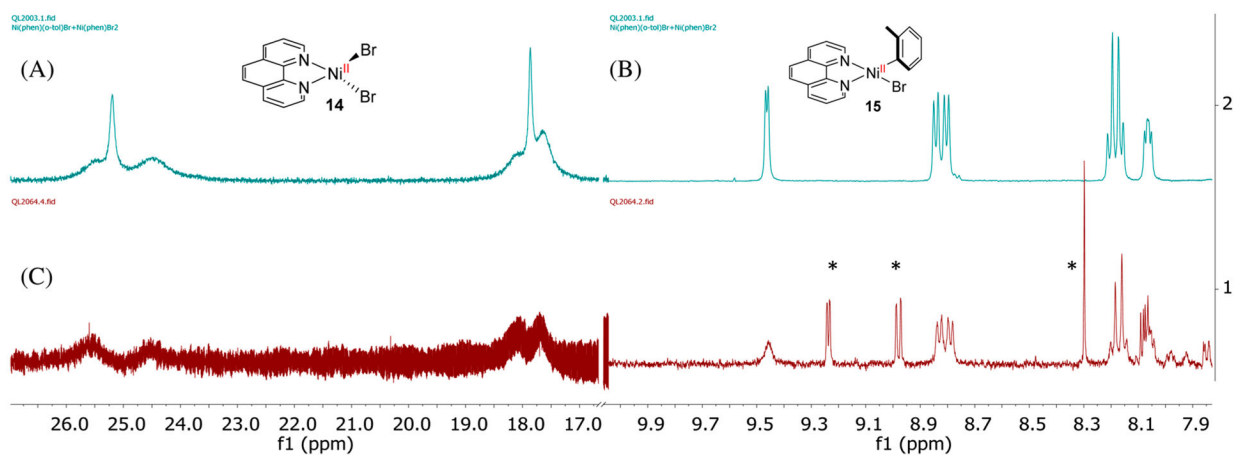 QL2003.1.fid
Ni(phen)(o-tol)Br+Ni(phen)Br2
(A)
N
N
Ni
II
Br
Br
14
QL2003.1.fid
Ni(phen)(o-tol)Br+Ni(phen)Br2
(B)
N
N
Ni
II
Br
15
2
QL2064.4.fid
(C)
QL2064.2.fid
* * *
1
26.0 25.0 24.0 23.0 22.0 21.0 20.0 19.0 18.0 17.0
f1 (ppm)
9.9 9.7 9.5 9.3 9.1 8.9 8.7 8.5 8.3 8.1 7.9
f1 (ppm)